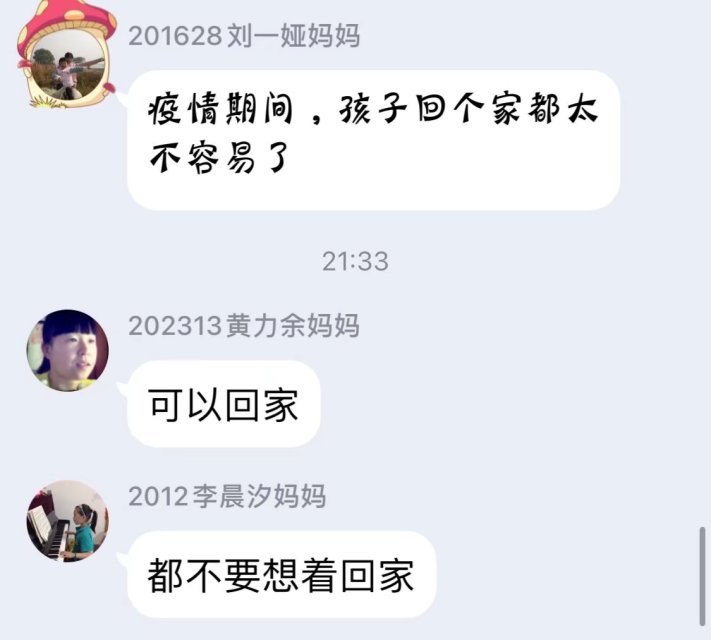 201628刘一娅妈妈
疫情期间，孩子回个家都太
不容易了
21:33
202313黄力余妈妈
可以回家
2012李晨汐妈妈
都不要想着回家